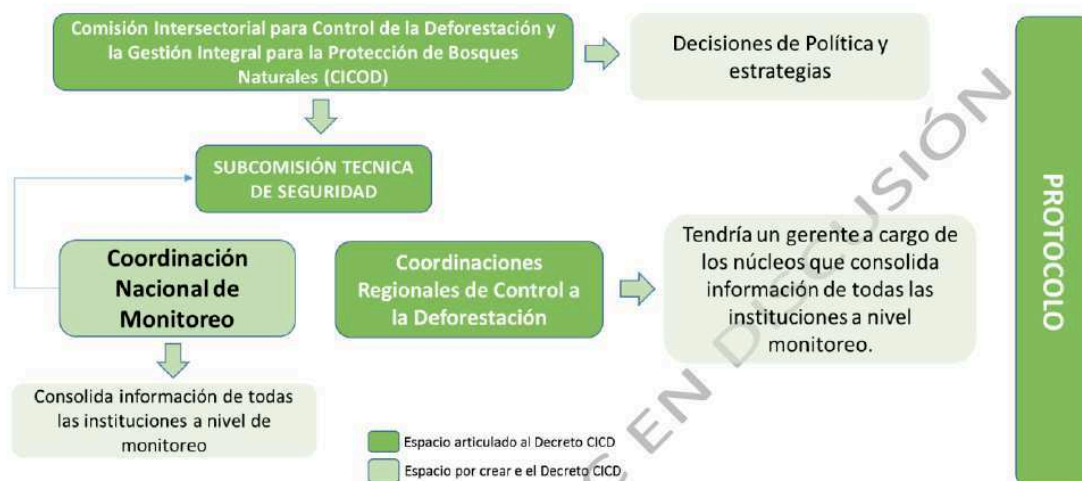 Comisión Intersectorial para Control de la Deforestación y
la Gestión Integral para la Protección de Bosques
Naturales (CICOD)
Decisiones de Política y
estrategias
SUBCOMISIÓN TECNICA
DE SEGURIDAD
Coordinación
Nacional de
Monitoreo
Coordinaciones
Regionales de Control a
la Deforestación
Tendría un gerente a cargo de
los núcleos que consolida
información de todas las
instituciones a nivel
monitoreo.
Consolida información de todas
las instituciones a nivel de
monitoreo
Espacio articulado al Decreto CICD
Espacio por crear e el Decreto CICD
PROTOCOLO
C EN DISCUSIÓN